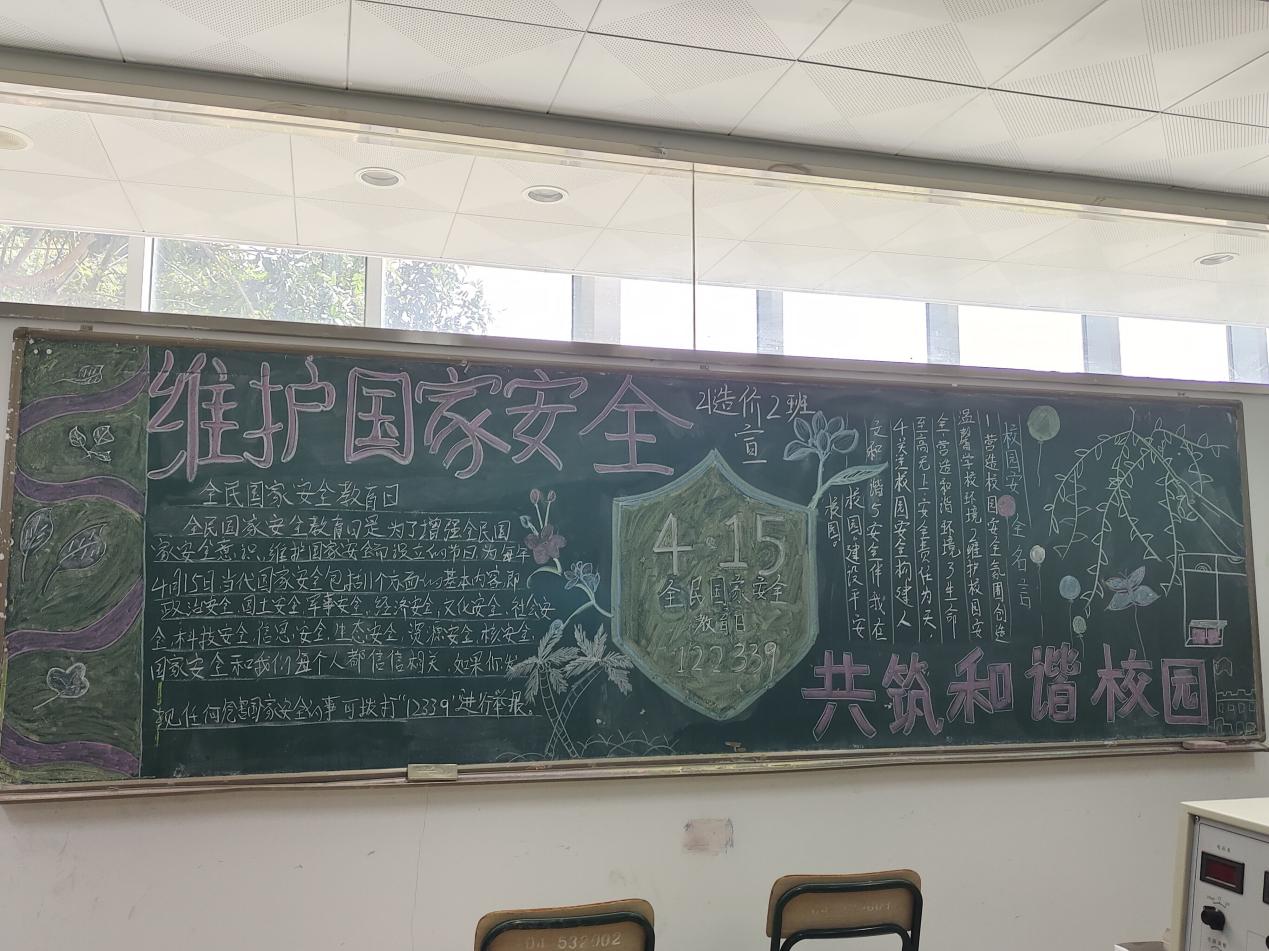 维护国家安全
21造价2班
宣
全民国家安全教育日
全民国家安全教育日是为了增强全民国
家安全意识、维护国家安全而设立的节日,为每年
4月15日当代国家安全包括11个方面的基本内容,即
政治安全,国土安全,军事安全,经济安全,文化安全,社会安
全,科技安全,信息安全,生态安全,资源安全,核安全,
国家安全和我们每个人都信信相关,如果你发
现任何危害国家安全的事可拨打“12339”进行举报。
4·15
全民国家安全
教育日
122339
校园安全名言
1营造校园安全氛围创造
温馨学校环境2维护校园安
全营造和谐环境3生命
至高无上安全责任为天、
4关注校园安全构建人
文和谐5安全伴我在
校园,建设平安
校园。
共筑和谐校园
04 532002